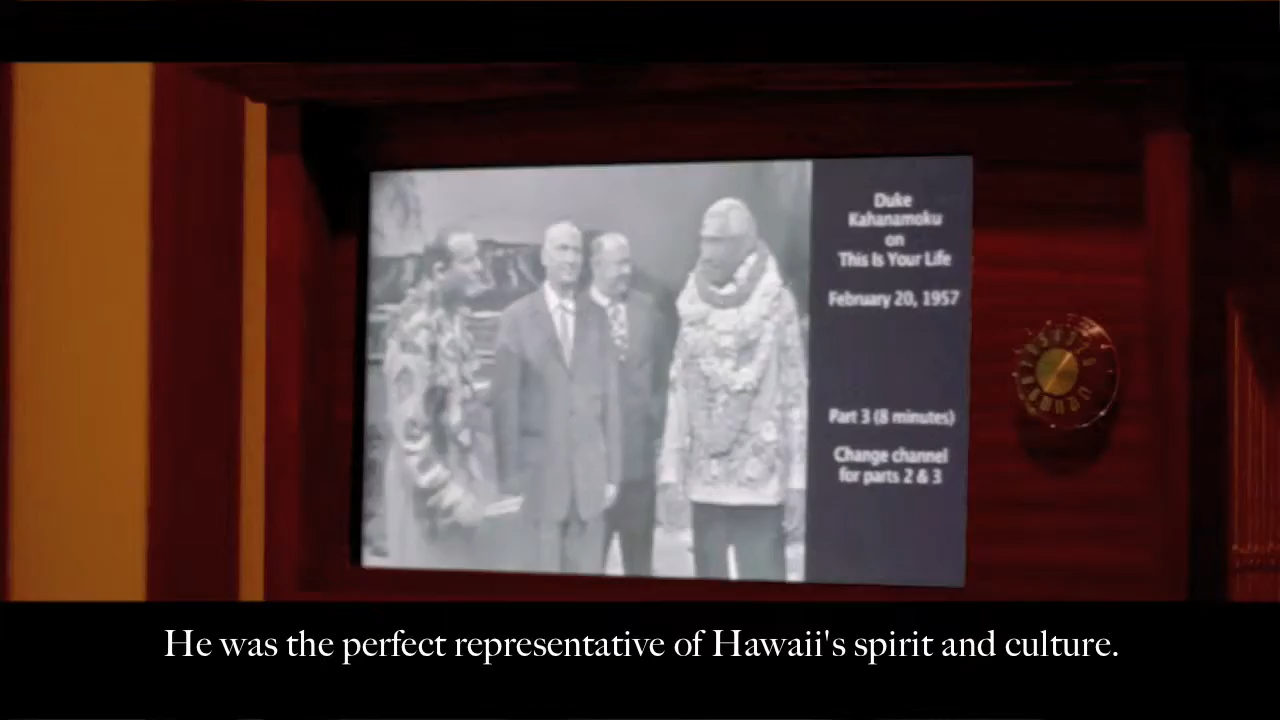 Duke
Kahanamoku
on
This Is Your Life
February 20, 1957
Part 3 (8 minutes)
Change channel
for parts 2 & 3
He was the perfect representative of Hawaii's spirit and culture.